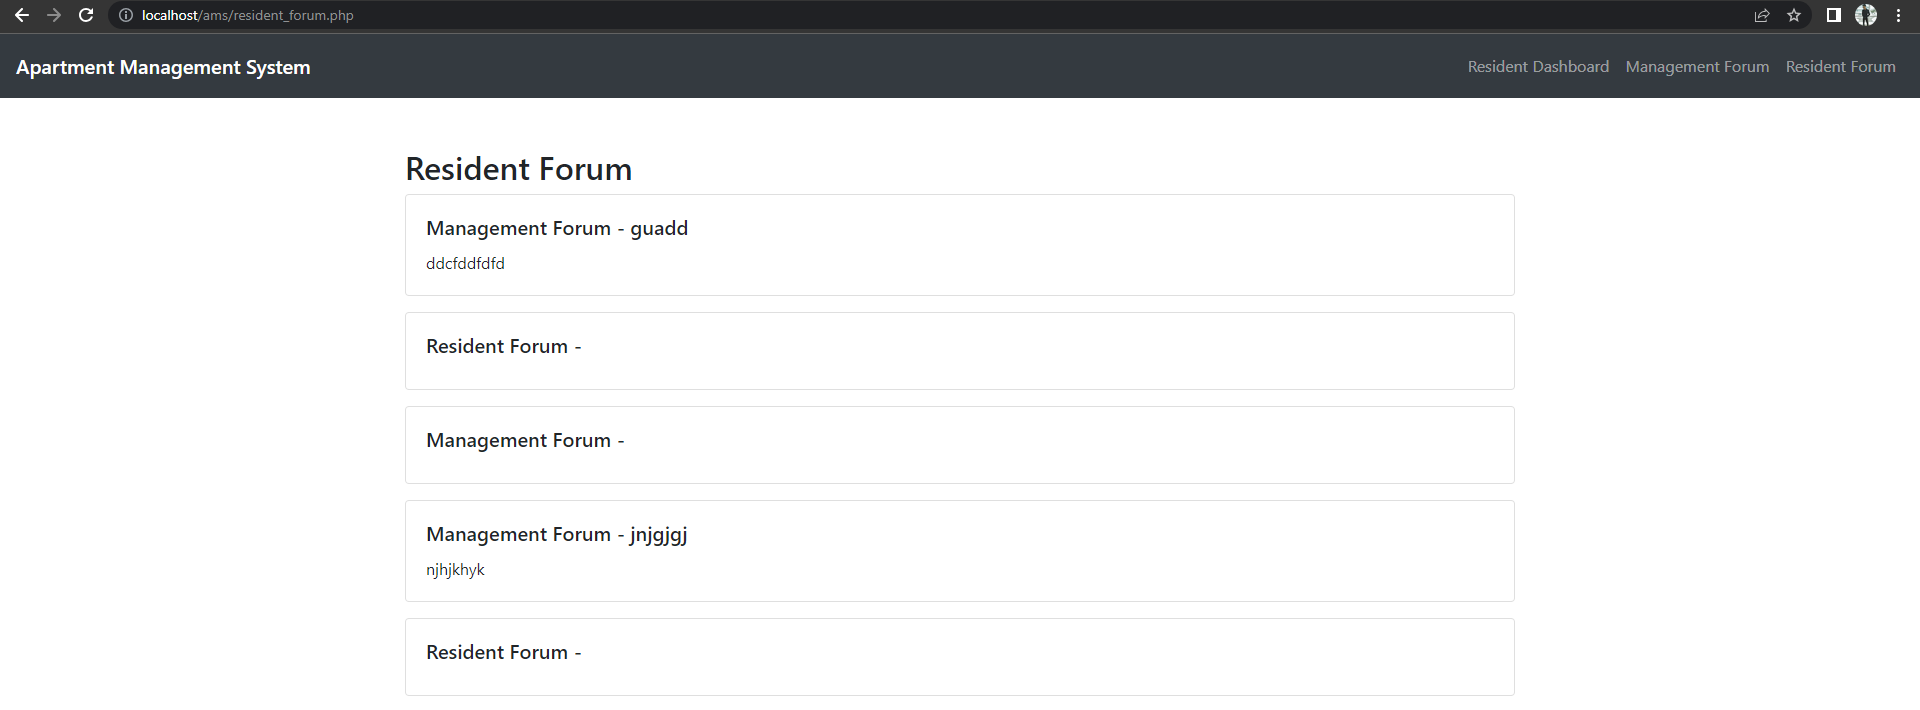 localhost/ams/resident_forum.php
Apartment Management System
Resident Dashboard Management Forum Resident Forum
Resident Forum
Management Forum - guadd
ddcfddfdfd
Resident Forum -
Management Forum -
Management Forum - jnjgjgj
njhjkhyk
Resident Forum -